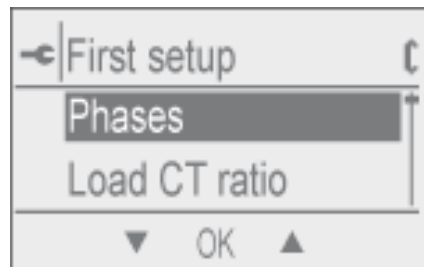 First setup
Phases
Load CT ratio
▼ OK ▲